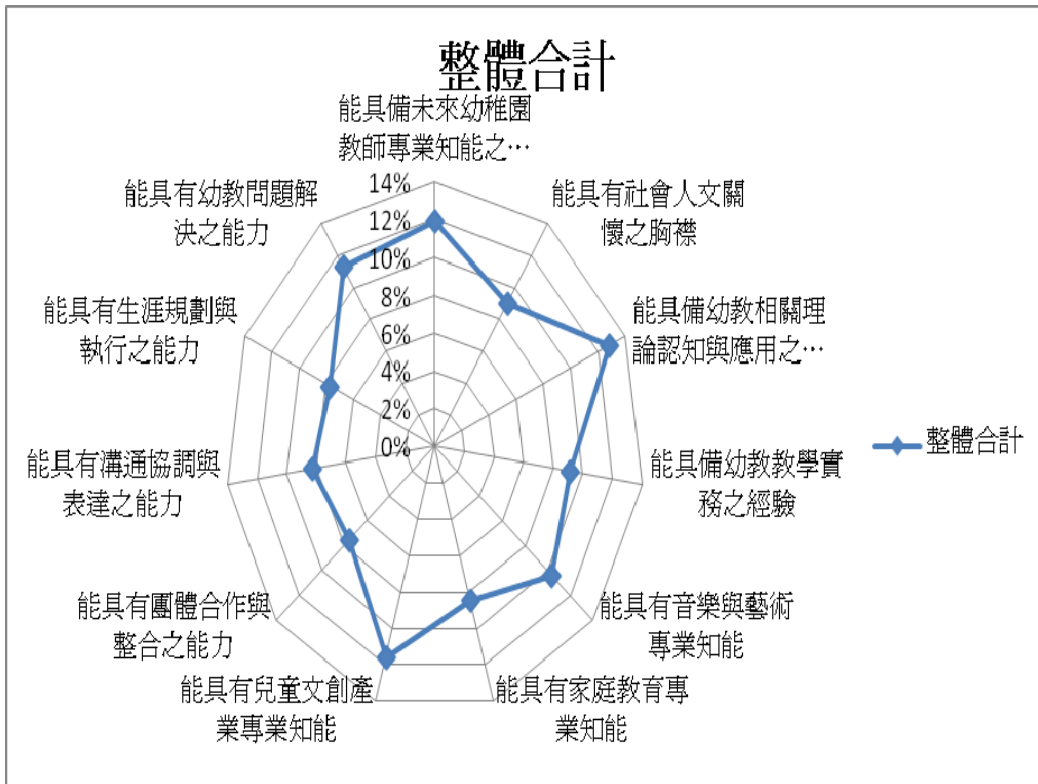 整體合計
能具備未來幼稚園
教師專業知能之…
能具有社會人文關
懷之胸襟
能具備幼教相關理
論認知與應用之…
能具備幼教教學實
務之經驗
能具有音樂與藝術
專業知能
能具有家庭教育專
業知能
能具有兒童文創產
業專業知能
能具有團體合作與
整合之能力
能具有溝通協調與
表達之能力
能具有生涯規劃與
執行之能力
能具有幼教問題解
決之能力
14%
12%
10%
8%
6%
4%
2%
0%
整體合計